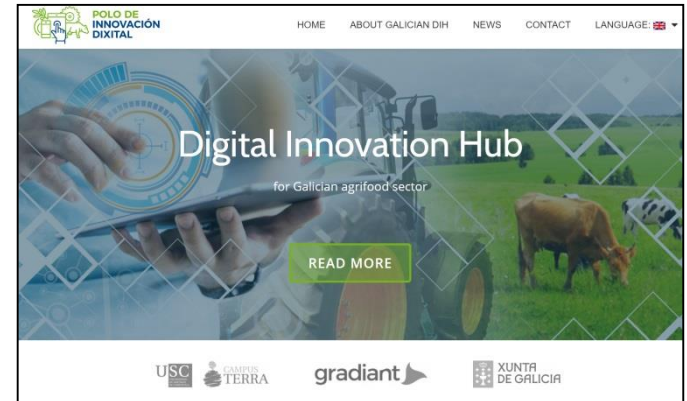 POLO DE
INNOVACIÓN
DIXITAL
HOME ABOUT GALICIAN DIH NEWS CONTACT LANGUAGE:
Digital Innovation Hub
for Galician agrifood sector
READ MORE
USC CAMPUS TERRA gradiant XUNTA DE GALICIA